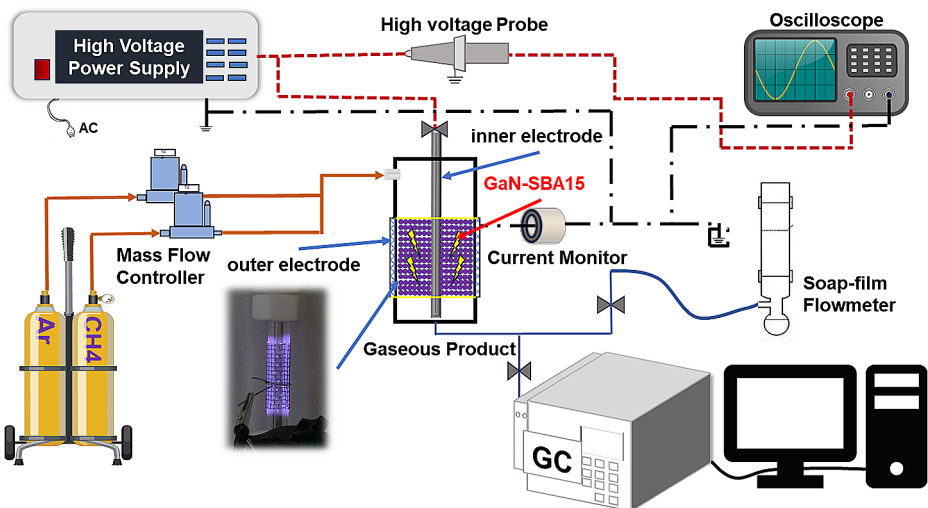 High voltage Probe
Oscilloscope
High Voltage
Power Supply
AC
inner electrode
GaN-SBA15
Mass Flow
Controller
outer electrode
Current Monitor
Soap-film
Flowmeter
Ar
CH4
Gaseous Product
GC